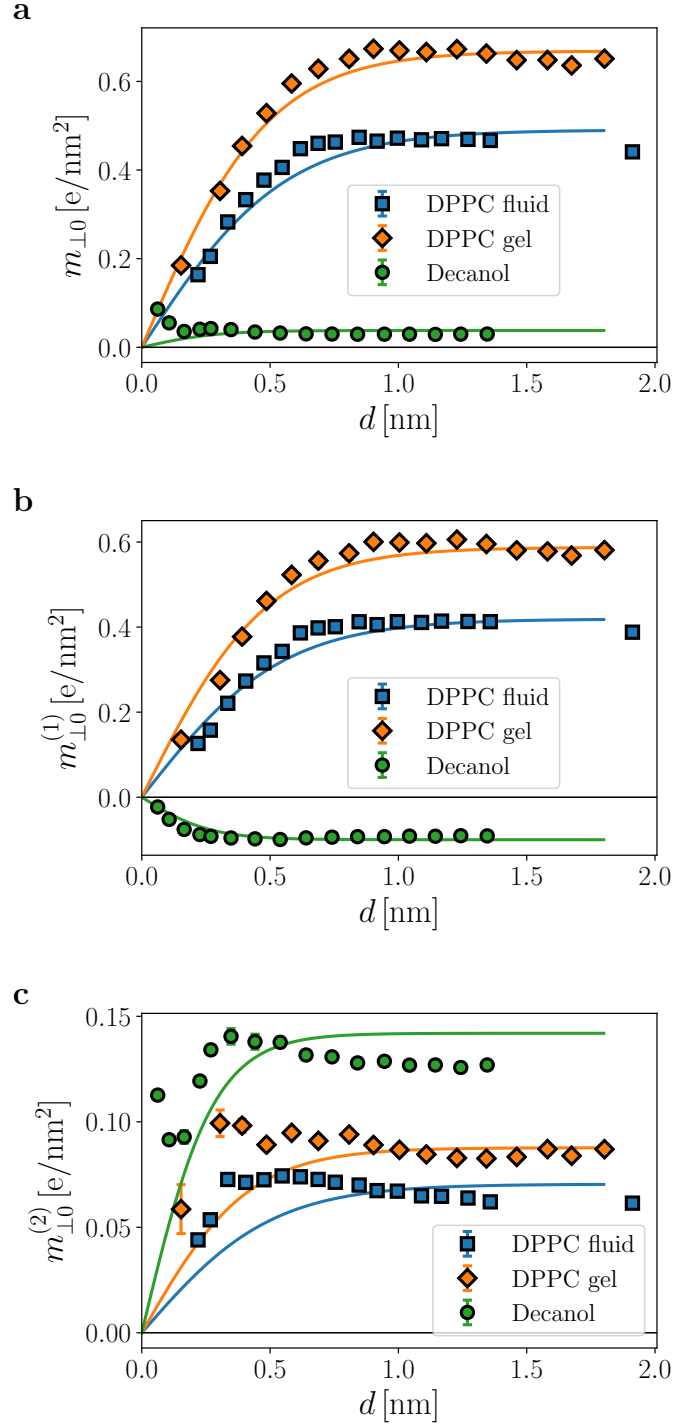 a
m⊥0 [e/nm²]
0.6
0.4
0.2
0.0
DPPC fluid
DPPC gel
Decanol
0.0 0.5 1.0 1.5 2.0
d [nm]
b
m⊥0^(1) [e/nm²]
0.6
0.4
0.2
0.0
DPPC fluid
DPPC gel
Decanol
0.0 0.5 1.0 1.5 2.0
d [nm]
c
m⊥0^(2) [e/nm²]
0.15
0.10
0.05
0.00
DPPC fluid
DPPC gel
Decanol
0.0 0.5 1.0 1.5 2.0
d [nm]